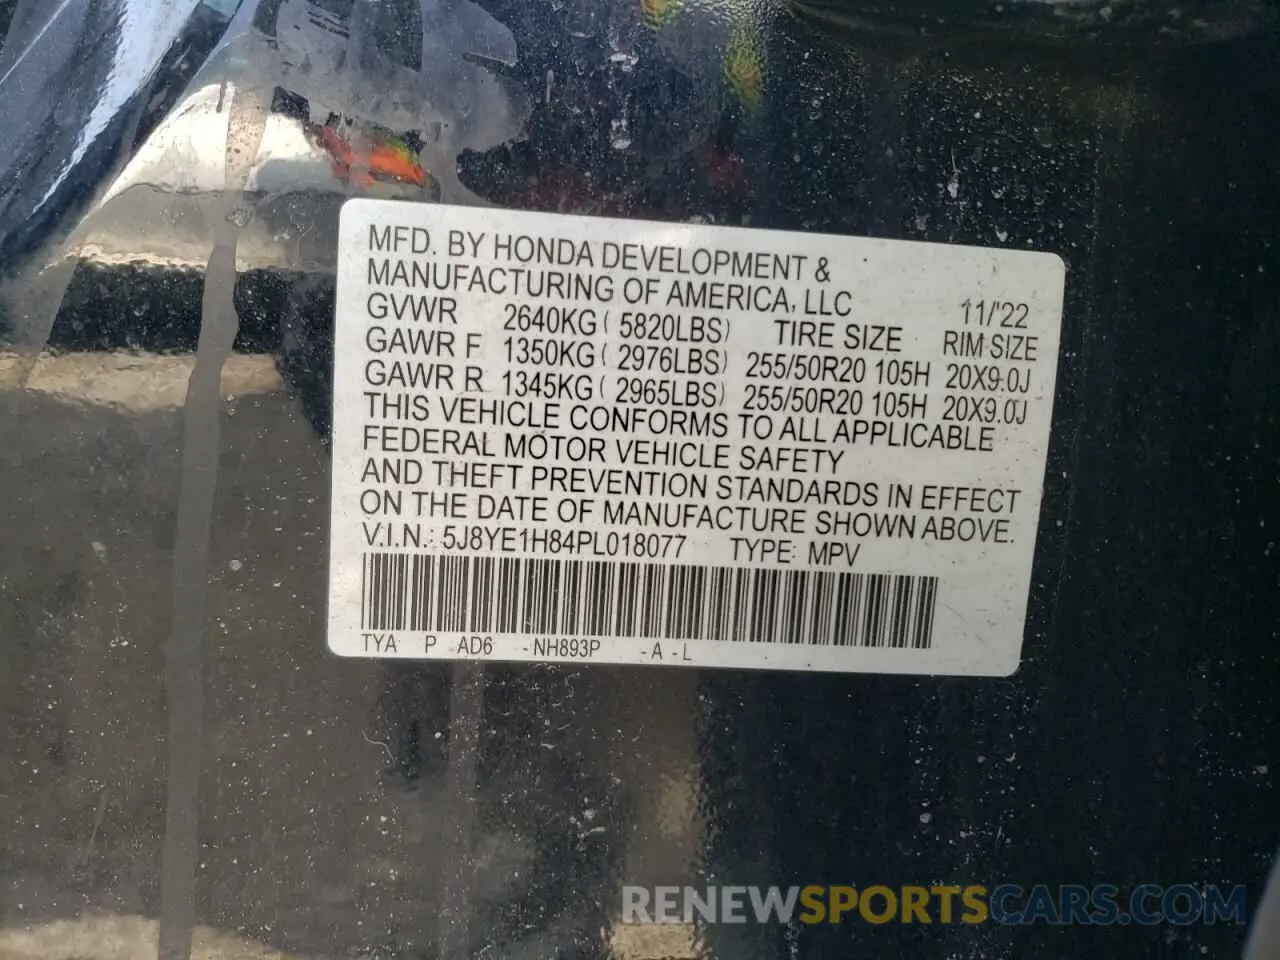 MFD. BY HONDA DEVELOPMENT &
MANUFACTURING OF AMERICA, LLC 11/'22
GVWR 2640KG ( 5820LBS) TIRE SIZE RIM SIZE
GAWR F 1350KG ( 2976LBS) 255/50R20 105H 20X9.0J
GAWR R 1345KG ( 2965LBS) 255/50R20 105H 20X9.0J
THIS VEHICLE CONFORMS TO ALL APPLICABLE
FEDERAL MOTOR VEHICLE SAFETY
AND THEFT PREVENTION STANDARDS IN EFFECT
ON THE DATE OF MANUFACTURE SHOWN ABOVE.
V.I.N.: 5J8YE1H84PL018077 TYPE: MPV
TYA P AD6 -NH893P -A -L
RENEWSPORTSCARS.COM